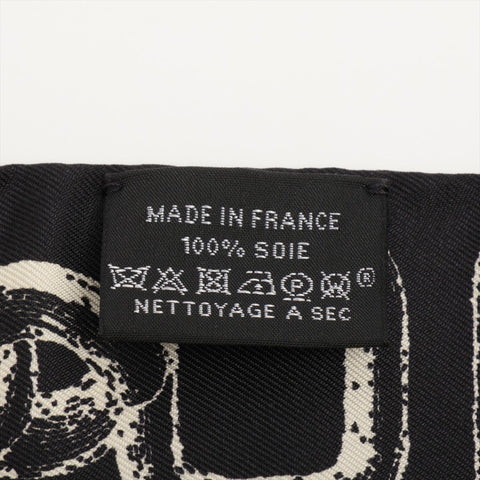 MADE IN FRANCE
100% SOIE
P W ®
NETTOYAGE A SEC